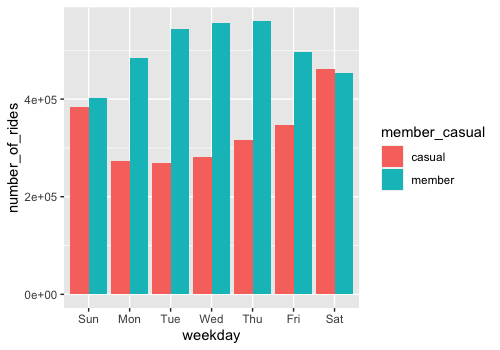 number_of_rides
4e+05
2e+05
0e+00
Sun Mon Tue Wed Thu Fri Sat
weekday
member_casual
casual
member